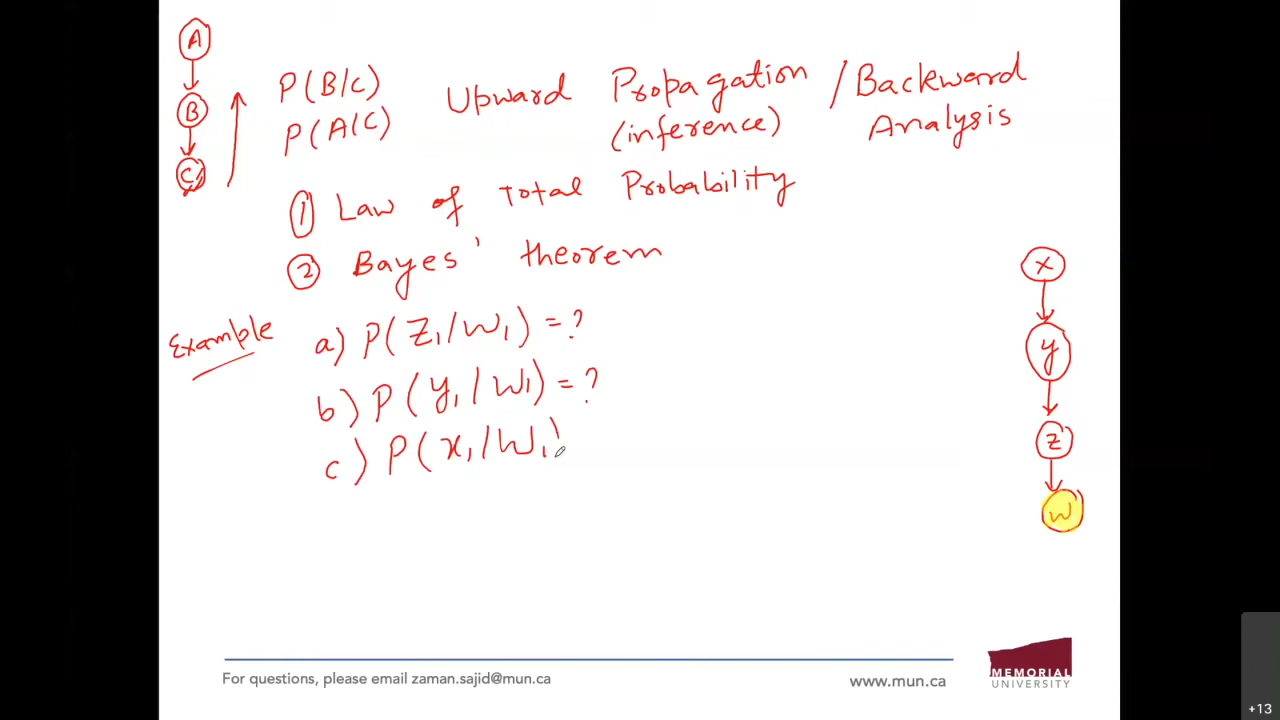 A
B
C
P(B/C) Upward Propagation / Backward
P(A/C) (inference) Analysis
① Law of Total Probability
② Bayes' theorem
Example
a) P(Z1/W1) = ?
b) P(y1/W1) = ?
c) P(x1/W1)
x
y
z
W
For questions, please email zaman.sajid@mun.ca
www.mun.ca
MEMORIAL
UNIVERSITY
+13